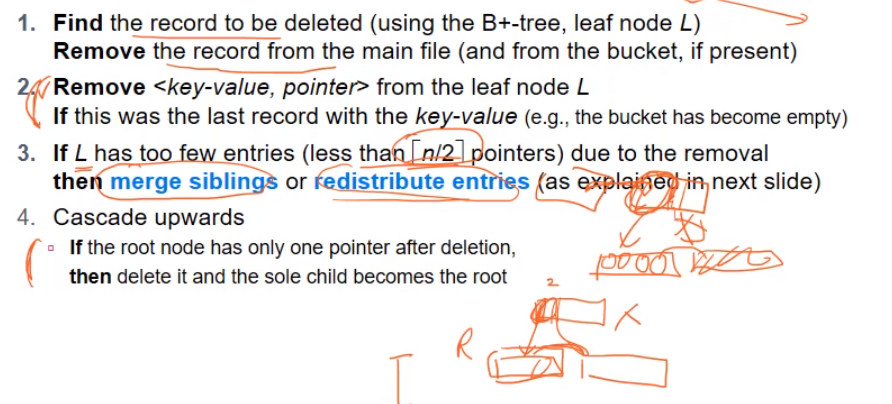 1. Find the record to be deleted (using the B+-tree, leaf node L)
Remove the record from the main file (and from the bucket, if present)
2. Remove <key-value, pointer> from the leaf node L
If this was the last record with the key-value (e.g., the bucket has become empty)
3. If L has too few entries (less than ⌈n/2⌉ pointers) due to the removal
then merge siblings or redistribute entries (as explained in next slide)
4. Cascade upwards
▫ If the root node has only one pointer after deletion,
then delete it and the sole child becomes the root
2
R